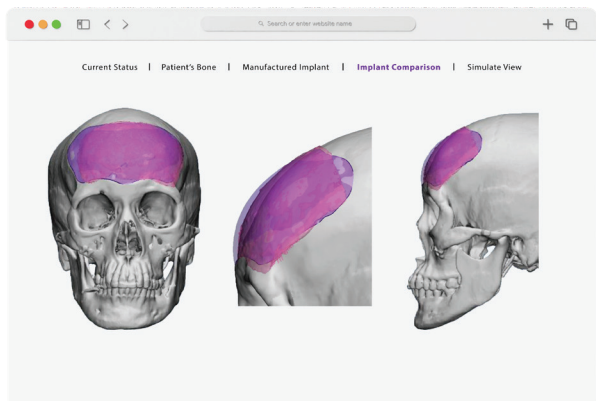 Search or enter website name
Current Status | Patient's Bone | Manufactured Implant | Implant Comparison | Simulate View